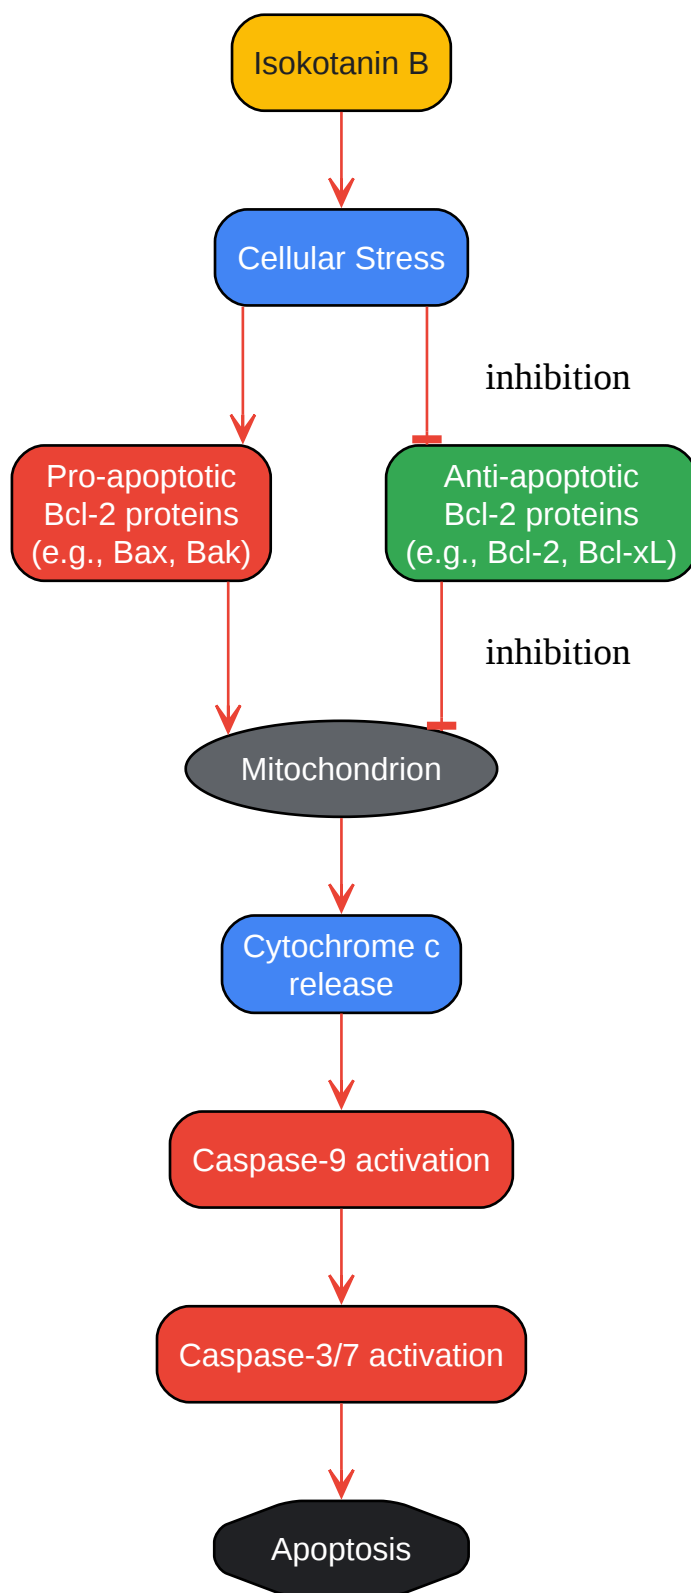 Isokotanin B
Cellular Stress
inhibition
Pro-apoptotic
Bcl-2 proteins
(e.g., Bax, Bak)
Anti-apoptotic
Bcl-2 proteins
(e.g., Bcl-2, Bcl-xL)
inhibition
Mitochondrion
Cytochrome c
release
Caspase-9 activation
Caspase-3/7 activation
Apoptosis